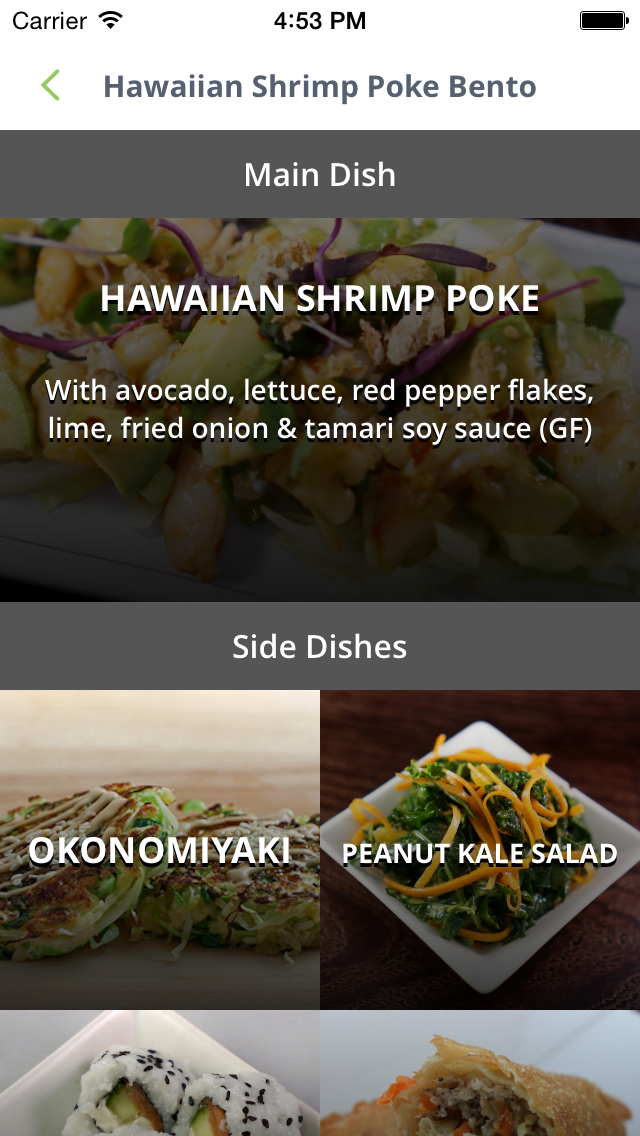 Carrier 4:53 PM
Hawaiian Shrimp Poke Bento
Main Dish
HAWAIIAN SHRIMP POKE
With avocado, lettuce, red pepper flakes,
lime, fried onion & tamari soy sauce (GF)
Side Dishes
OKONOMIYAKI
PEANUT KALE SALAD